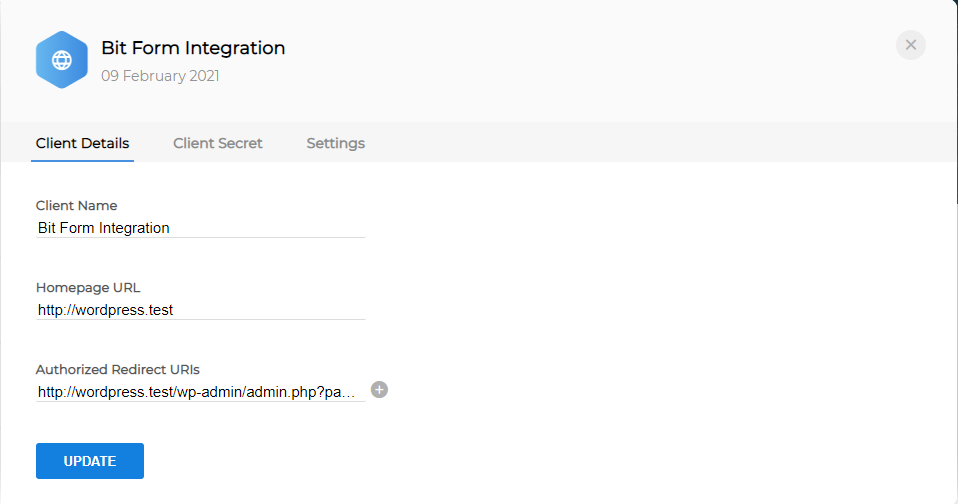 Bit Form Integration
09 February 2021
Client Details Client Secret Settings
Client Name
Bit Form Integration
Homepage URL
http://wordpress.test
Authorized Redirect URIs
http://wordpress.test/wp-admin/admin.php?pa...
UPDATE